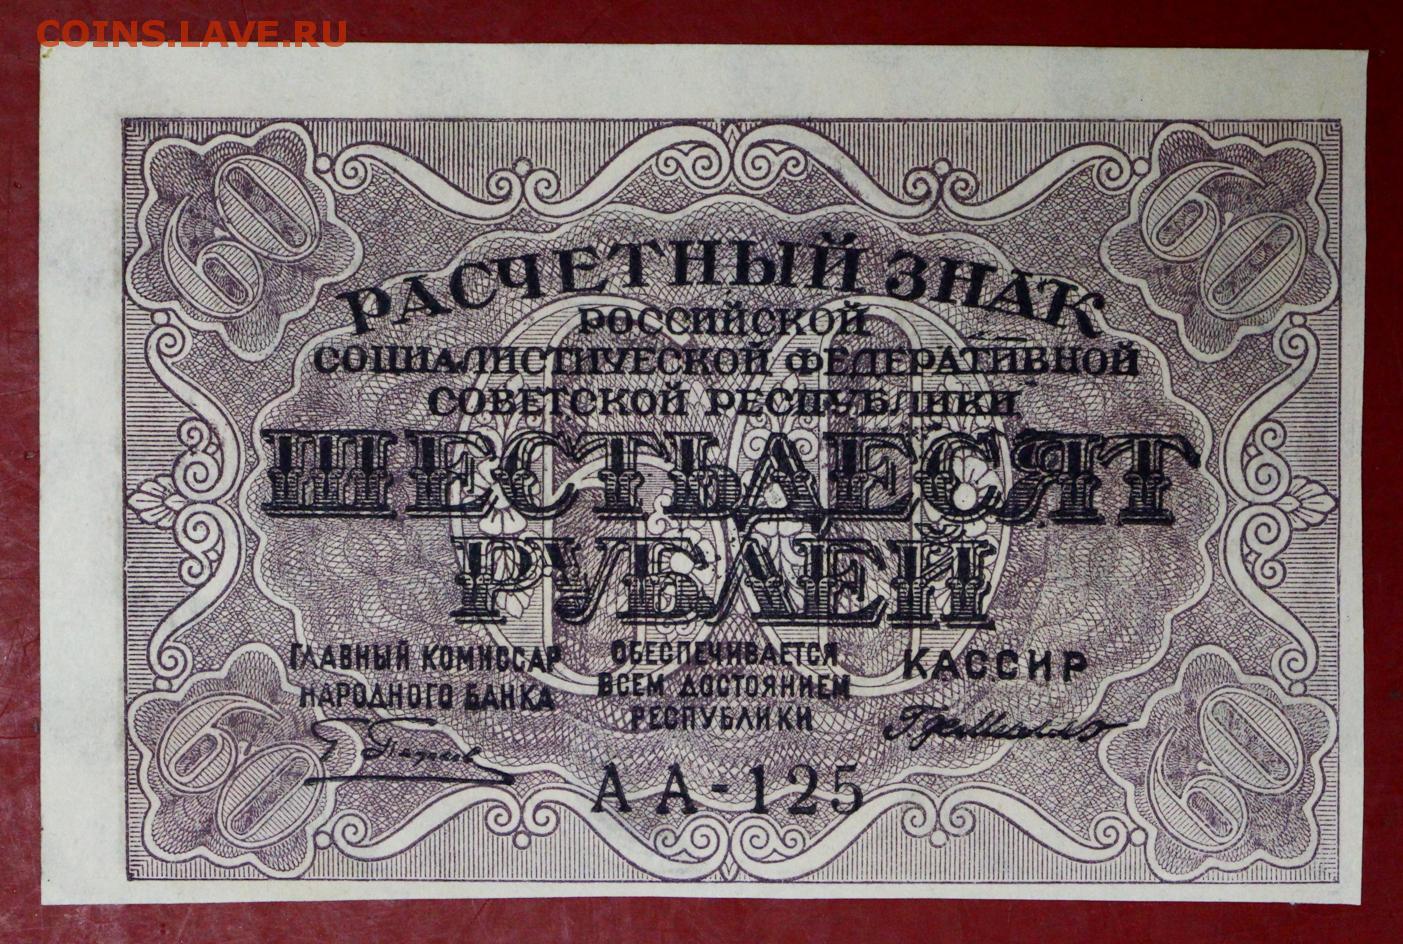 COINS.LAVE.RU
60 60
РАСЧЕТНЫЙ ЗНАК
РОССИЙСКОЙ
СОЦИАЛИСТИЧЕСКОЙ ФЕДЕРАТИВНОЙ
СОВЕТСКОЙ РЕСПУБЛИКИ
60
ШЕСТЬДЕСЯТ
РУБЛЕЙ
ГЛАВНЫЙ КОМИССАР
НАРОДНОГО БАНКА
ОБЕСПЕЧИВАЕТСЯ
ВСЕМ ДОСТОЯНИЕМ
РЕСПУБЛИКИ
КАССИР
АА-125
60 60